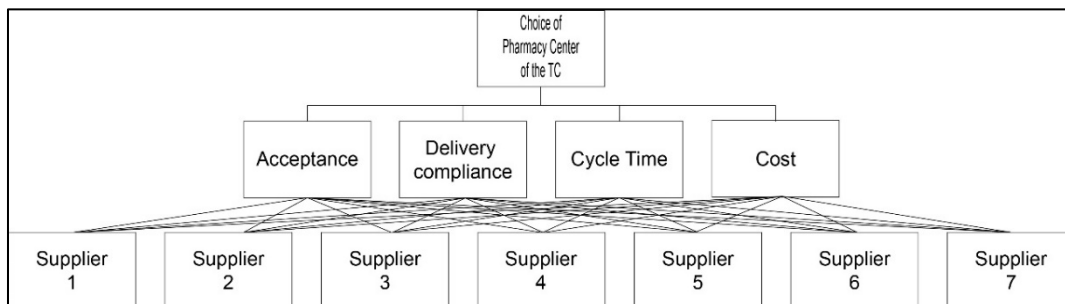 Choice of
Pharmacy Center
of the TC
Acceptance
Delivery
compliance
Cycle Time
Cost
Supplier
1
Supplier
2
Supplier
3
Supplier
4
Supplier
5
Supplier
6
Supplier
7